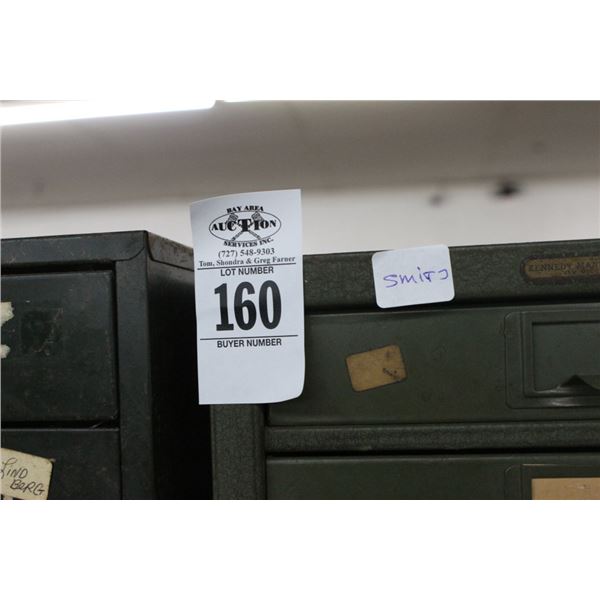 BAY AREA
AUCTION
SERVICES INC.
(727) 548-9303
Tom, Shondra & Greg Farner
LOT NUMBER
160
BUYER NUMBER
SMITJ
KENNEDY
LIND
BERG